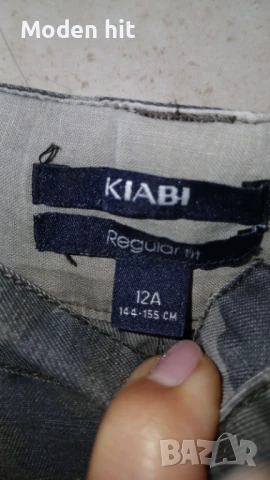 Moden hit
KIABI
Regular fit
12A
144-155 CM
BAZAR